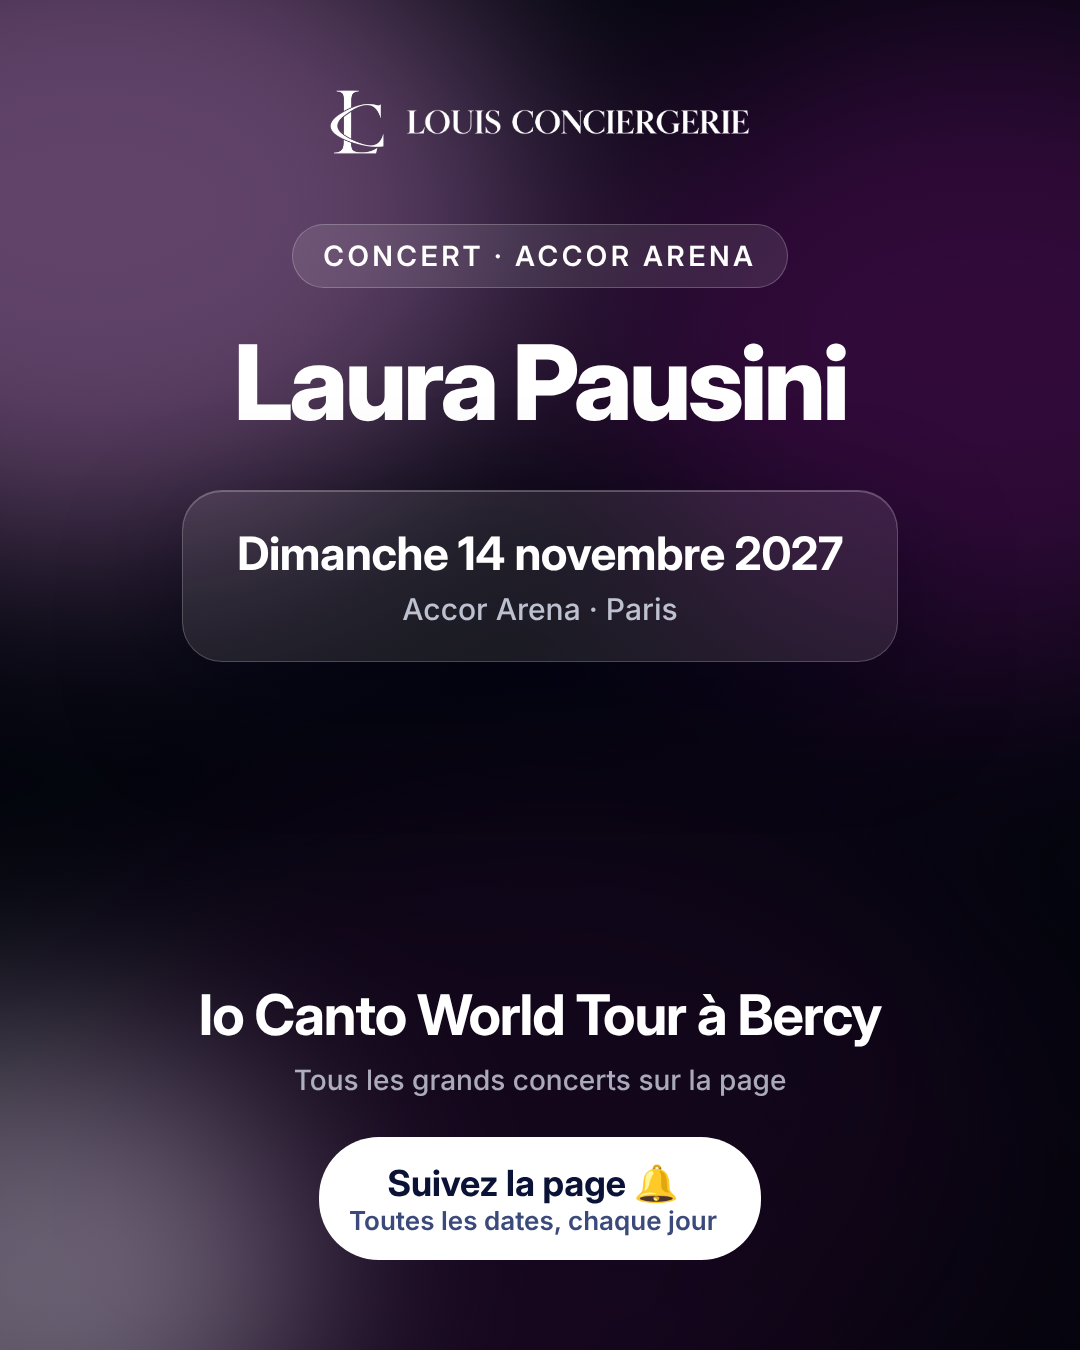 LC LOUIS CONCIERGERIE
CONCERT · ACCOR ARENA
Laura Pausini
Dimanche 14 novembre 2027
Accor Arena · Paris
Io Canto World Tour à Bercy
Tous les grands concerts sur la page
Suivez la page 🔔
Toutes les dates, chaque jour